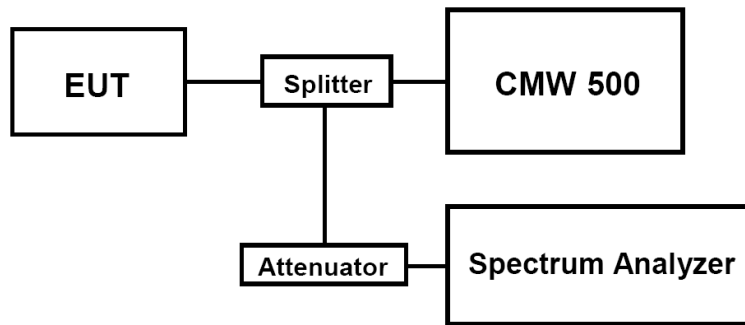 EUT
Splitter
CMW 500
Attenuator
Spectrum Analyzer